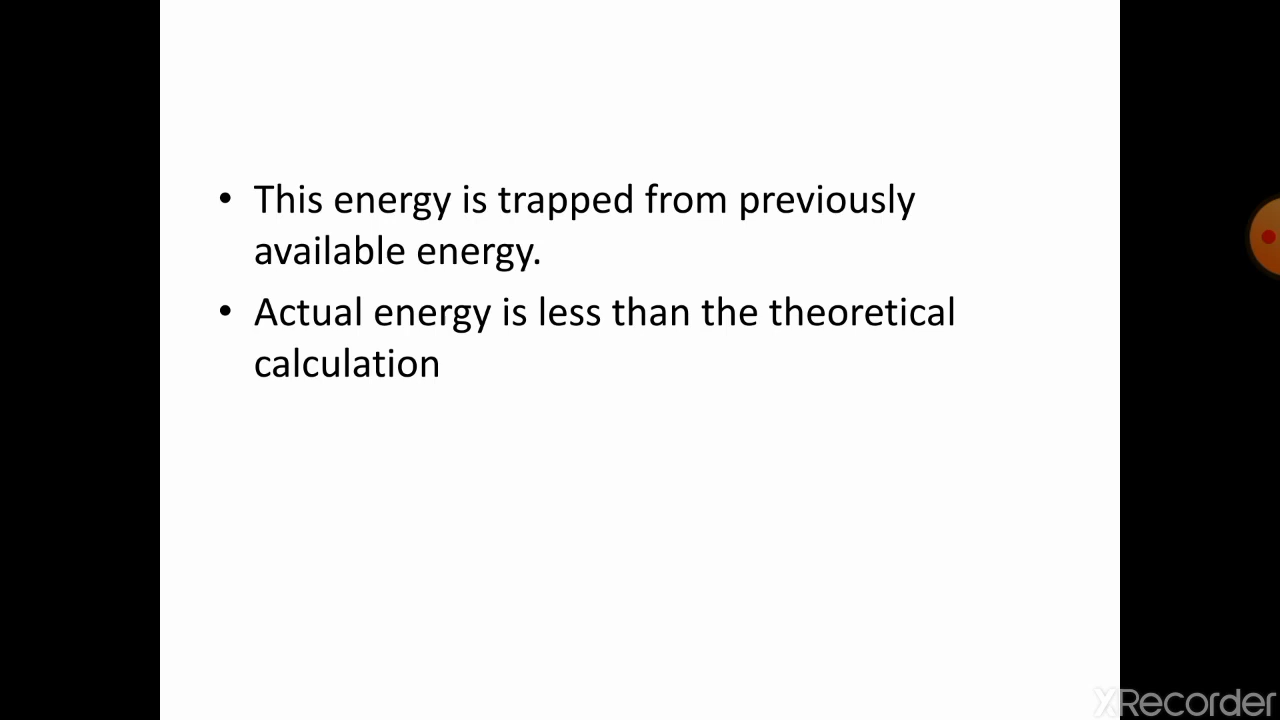 • This energy is trapped from previously
available energy.
• Actual energy is less than the theoretical
calculation
XRecorder